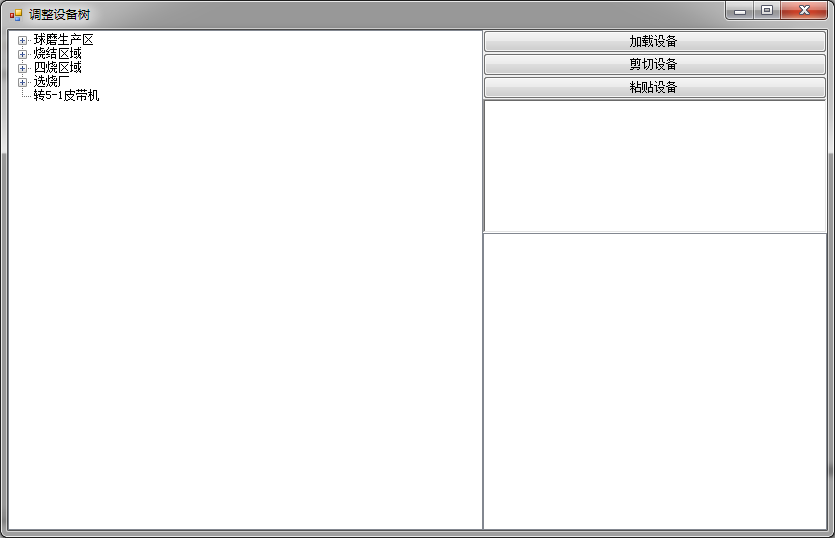 调整设备树
球磨生产区
烧结区域
四烧区域
选烧厂
转5-1皮带机
加载设备
剪切设备
粘贴设备